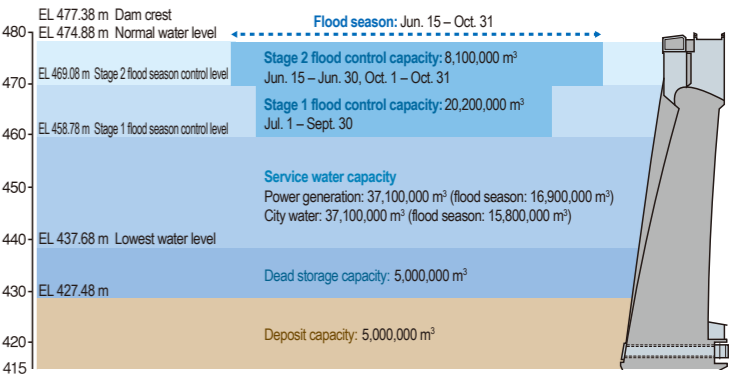 EL 477.38 m Dam crest
Flood season: Jun. 15 – Oct. 31
480
EL 474.88 m Normal water level
Stage 2 flood control capacity: 8,100,000 m³
EL 469.08 m Stage 2 flood season control level
Jun. 15 – Jun. 30, Oct. 1 – Oct. 31
470
Stage 1 flood control capacity: 20,200,000 m³
EL 458.78 m Stage 1 flood season control level
Jul. 1 – Sept. 30
460
Service water capacity
450
Power generation: 37,100,000 m³ (flood season: 16,900,000 m³)
City water: 37,100,000 m³ (flood season: 15,800,000 m³)
440
EL 437.68 m Lowest water level
Dead storage capacity: 5,000,000 m³
430
EL 427.48 m
Deposit capacity: 5,000,000 m³
420
415